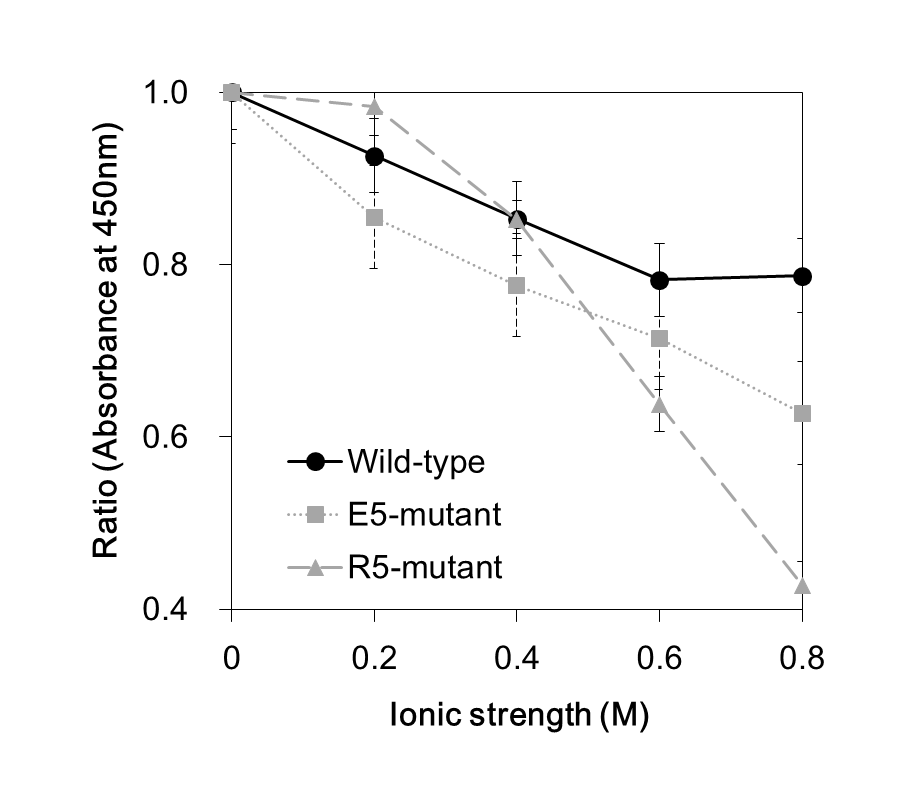 Ratio (Absorbance at 450nm)
1.0
0.8
0.6
0.4
Wild-type
E5-mutant
R5-mutant
0 0.2 0.4 0.6 0.8
Ionic strength (M)